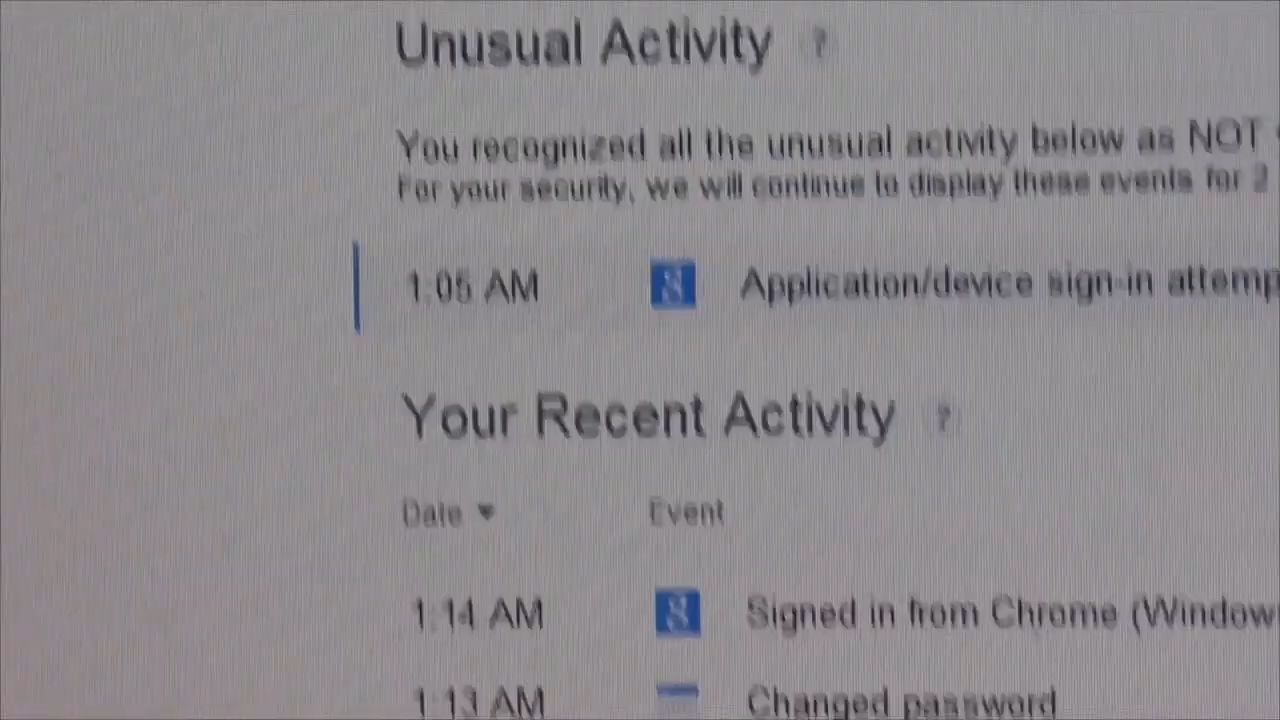 Unusual Activity ?
You recognized all the unusual activity below as NOT
For your security, we will continue to display these events for 2
1:05 AM 8 Application/device sign-in attemp
Your Recent Activity ?
Date ▼ Event
1:14 AM 8 Signed in from Chrome (Window
1:13 AM Changed password